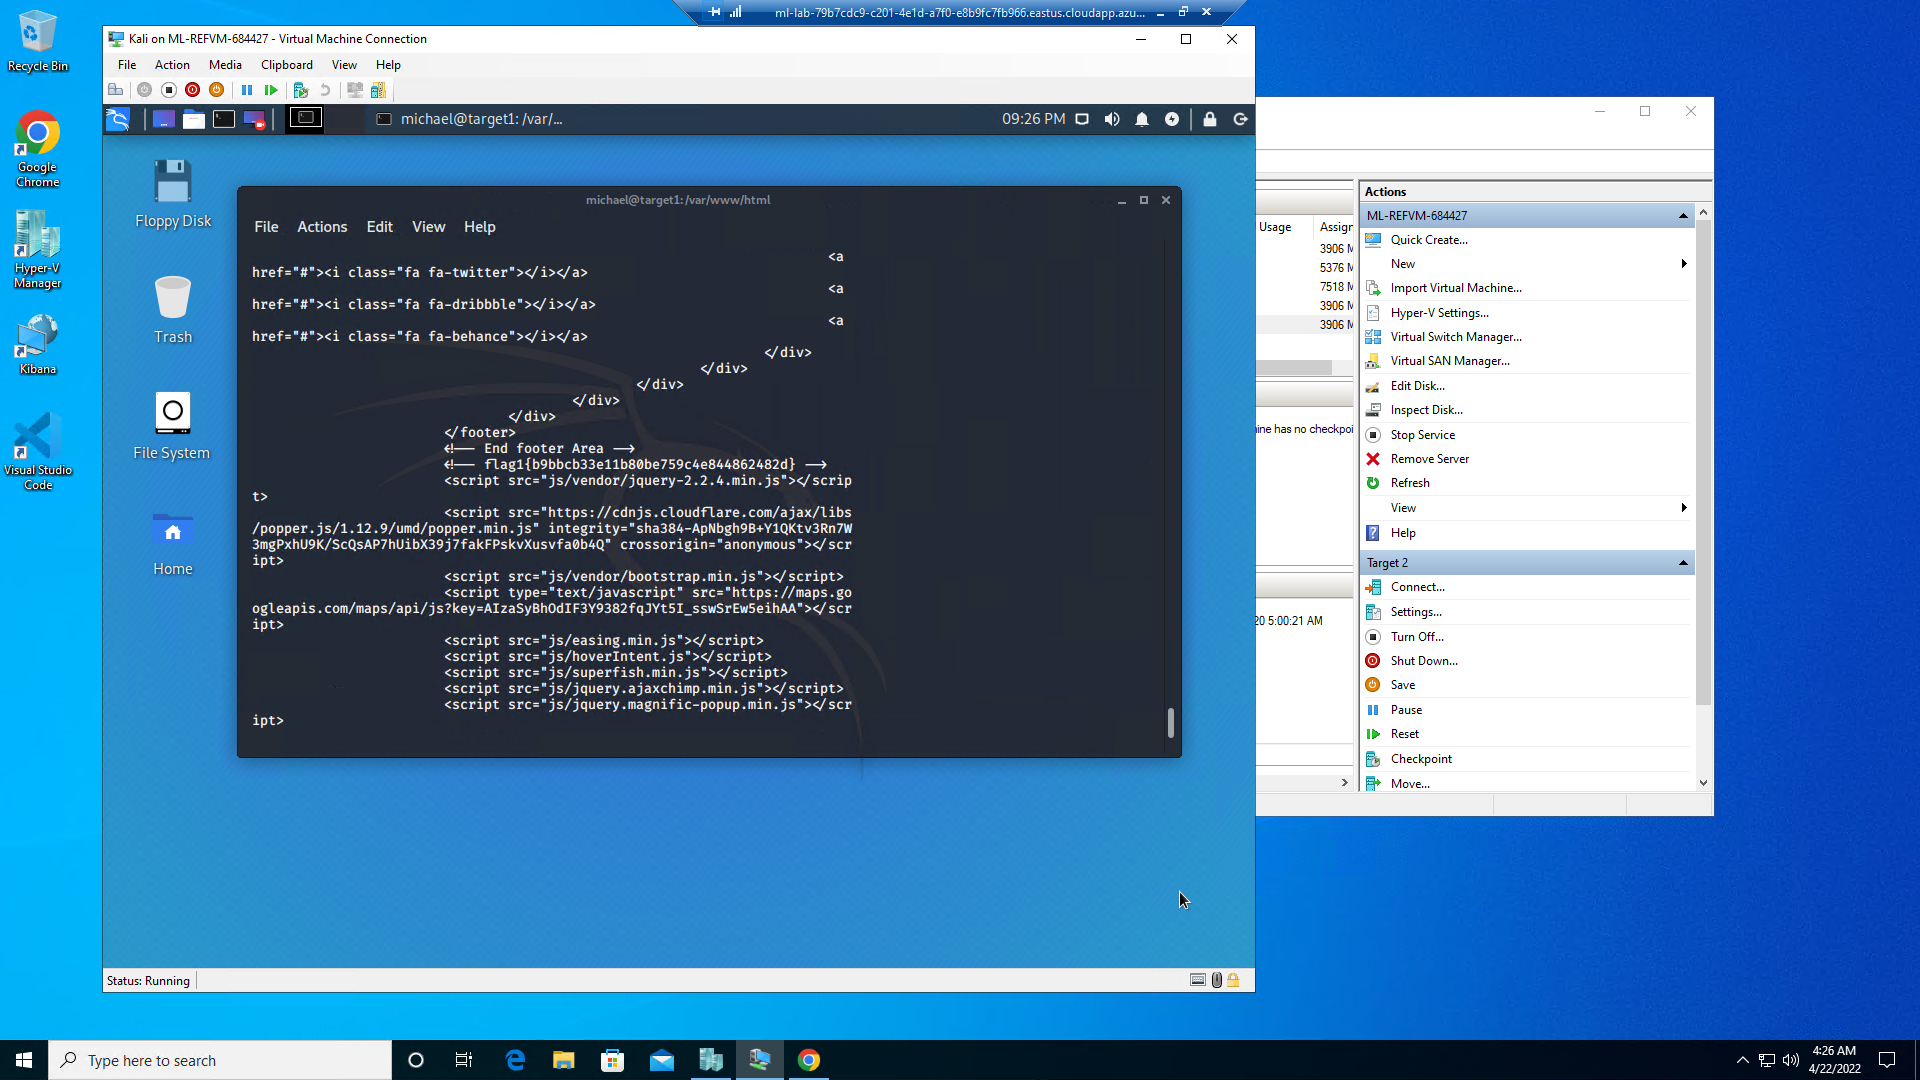 ml-lab-79b7cdc9-c201-4e1d-a7f0-e8b9fc7fb966.eastus.cloudapp.azu...
Recycle Bin
Google
Chrome
Hyper-V
Manager
Kibana
Visual Studio
Code
Kali on ML-REFVM-684427 - Virtual Machine Connection
File Action Media Clipboard View Help
michael@target1: /var/...
09:26 PM
Floppy Disk
Trash
File System
Home
michael@target1:/var/www/html
File Actions Edit View Help
<a
href="#"><i class="fa fa-twitter"></i></a>
<a
href="#"><i class="fa fa-dribbble"></i></a>
<a
href="#"><i class="fa fa-behance"></i></a>
</div>
</div>
</div>
</div>
</div>
</footer>
<!-- End footer Area -->
<!-- flag1{b9bbcb33e11b80be759c4e844862482d} -->
<script src="js/vendor/jquery-2.2.4.min.js"></scrip
t>
<script src="https://cdnjs.cloudflare.com/ajax/libs
/popper.js/1.12.9/umd/popper.min.js" integrity="sha384-ApNbgh9B+Y1QKtv3Rn7W
3mgPxhU9K/ScQsAP7hUibX39j7fakFPskvXusvfa0b4Q" crossorigin="anonymous"></scr
ipt>
<script src="js/vendor/bootstrap.min.js"></script>
<script type="text/javascript" src="https://maps.go
ogleapis.com/maps/api/js?key=AIzaSyBhOdIF3Y9382fqJYt5I_sswSrEw5eihAA"></scr
ipt>
<script src="js/easing.min.js"></script>
<script src="js/hoverIntent.js"></script>
<script src="js/superfish.min.js"></script>
<script src="js/jquery.ajaxchimp.min.js"></script>
<script src="js/jquery.magnific-popup.min.js"></scr
ipt>
Status: Running
Usage Assign
3906 M
5376 M
7518 M
3906 M
3906 M
ine has no checkpoi
20 5:00:21 AM
Actions
ML-REFVM-684427
Quick Create...
New
Import Virtual Machine...
Hyper-V Settings...
Virtual Switch Manager...
Virtual SAN Manager...
Edit Disk...
Inspect Disk...
Stop Service
Remove Server
Refresh
View
Help
Target 2
Connect...
Settings...
Turn Off...
Shut Down...
Save
Pause
Reset
Checkpoint
Move...
Type here to search
4:26 AM
4/22/2022